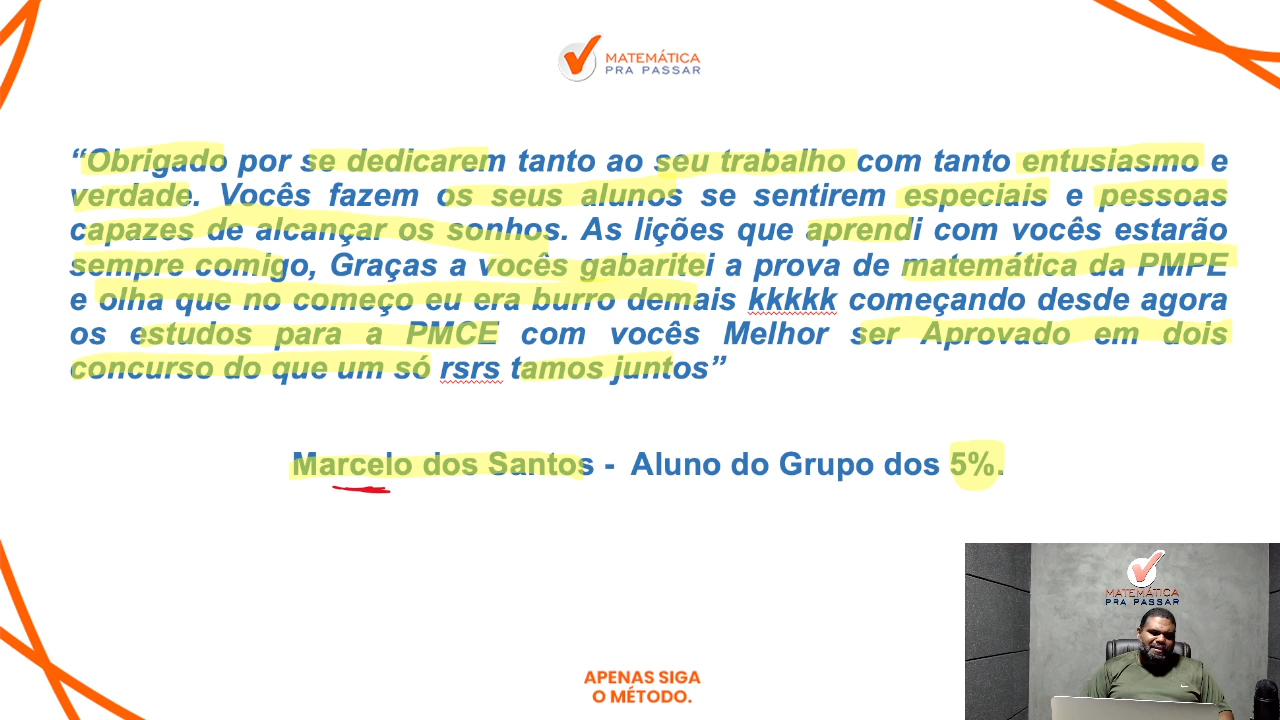 MATEMÁTICA
PRA PASSAR
“Obrigado por se dedicarem tanto ao seu trabalho com tanto entusiasmo e
verdade. Vocês fazem os seus alunos se sentirem especiais e pessoas
capazes de alcançar os sonhos. As lições que aprendi com vocês estarão
sempre comigo, Graças a vocês gabaritei a prova de matemática da PMPE
e olha que no começo eu era burro demais kkkkk começando desde agora
os estudos para a PMCE com vocês Melhor ser Aprovado em dois
concurso do que um só rsrs tamos juntos”
Marcelo dos Santos - Aluno do Grupo dos 5%.
MATEMÁTICA
PRA PASSAR
APENAS SIGA
O MÉTODO.